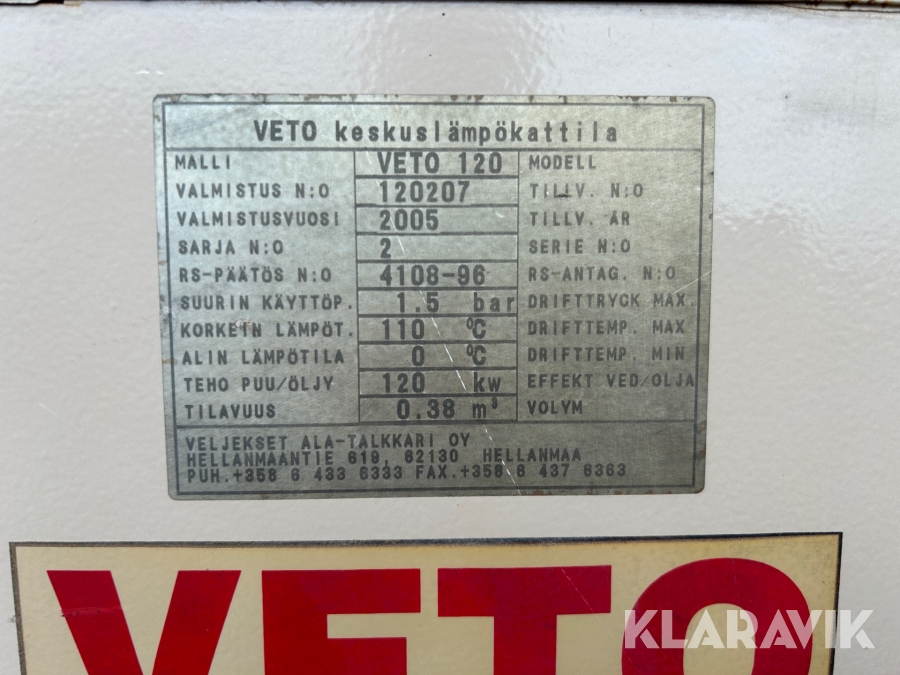 VETO keskuslämpökattila
MALLI VETO 120 MODELL
VALMISTUS N:O 120207 TILLV. N:O
VALMISTUSVUOSI 2005 TILLV. ÅR
SARJA N:O 2 SERIE N:O
RS-PÄÄTÖS N:O 4108-96 RS-ANTAG. N:O
SUURIN KÄYTTÖP. 1.5 bar DRIFTTRYCK MAX.
KORKEIN LÄMPÖT. 110 °C DRIFTTEMP. MAX
ALIN LÄMPÖTILA 0 °C DRIFTTEMP. MIN
TEHO PUU/ÖLJY 120 kw EFFEKT VED/OLJA
TILAVUUS 0.38 m³ VOLYM
VELJEKSET ALA-TALKKARI OY
HELLANMAANTIE 619, 62130 HELLANMAA
PUH.+358 6 433 6333 FAX.+358 6 437 6363
VETO
KLARAVIK